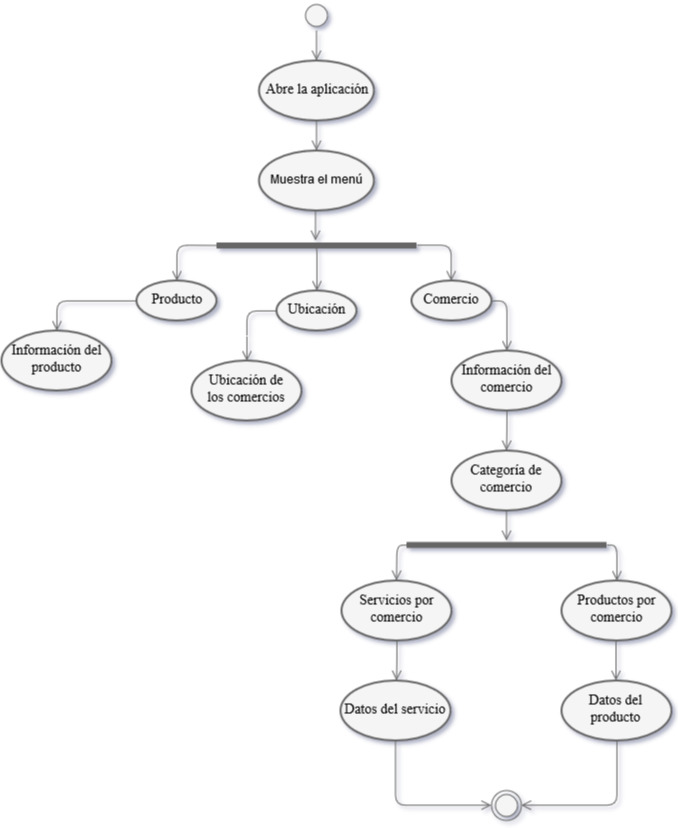 Abre la aplicación
Muestra el menú
Producto
Ubicación
Comercio
Información del
producto
Ubicación de
los comercios
Información del
comercio
Categoría de
comercio
Servicios por
comercio
Productos por
comercio
Datos del servicio
Datos del
producto